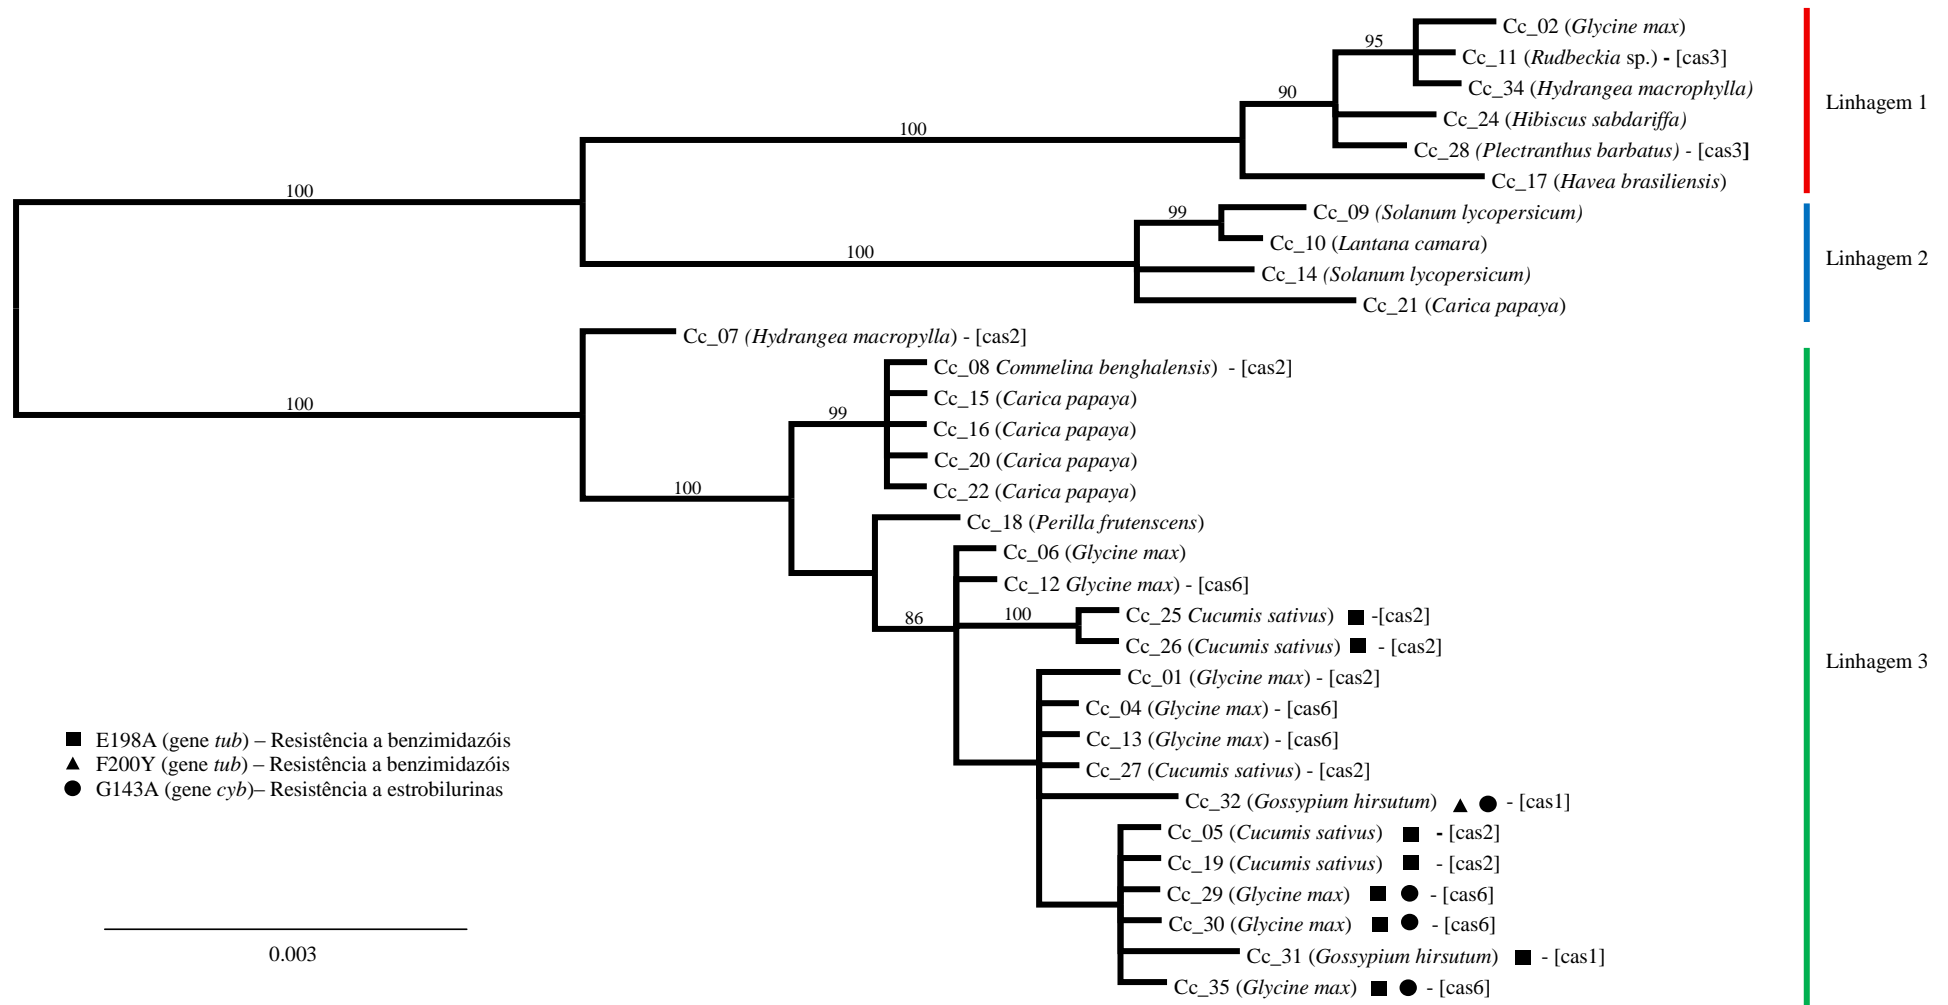 Cc_02 (Glycine max)
95
Cc_11 (Rudbeckia sp.) - [cas3]
Cc_34 (Hydrangea macrophylla)
90
Linhagem 1
Cc_24 (Hibiscus sabdariffa)
100
Cc_28 (Plectranthus barbatus) - [cas3]
Cc_17 (Havea brasiliensis)
100
Cc_09 (Solanum lycopersicum)
99
Cc_10 (Lantana camara)
100
Linhagem 2
Cc_14 (Solanum lycopersicum)
Cc_21 (Carica papaya)
Cc_07 (Hydrangea macropylla) - [cas2]
Cc_08 Commelina benghalensis) - [cas2]
Cc_15 (Carica papaya)
100
99
Cc_16 (Carica papaya)
Cc_20 (Carica papaya)
100
Cc_22 (Carica papaya)
Cc_18 (Perilla frutenscens)
Cc_06 (Glycine max)
Cc_12 Glycine max) - [cas6]
86
100
Cc_25 Cucumis sativus) ■ -[cas2]
Cc_26 (Cucumis sativus) ■ - [cas2]
Linhagem 3
Cc_01 (Glycine max) - [cas2]
Cc_04 (Glycine max) - [cas6]
Cc_13 (Glycine max) - [cas6]
Cc_27 (Cucumis sativus) - [cas2]
Cc_32 (Gossypium hirsutum) ▲ ● - [cas1]
Cc_05 (Cucumis sativus) ■ - [cas2]
Cc_19 (Cucumis sativus) ■ - [cas2]
Cc_29 (Glycine max) ■ ● - [cas6]
Cc_30 (Glycine max) ■ ● - [cas6]
Cc_31 (Gossypium hirsutum) ■ - [cas1]
Cc_35 (Glycine max) ■ ● - [cas6]
■ E198A (gene tub) – Resistência a benzimidazóis
▲ F200Y (gene tub) – Resistência a benzimidazóis
● G143A (gene cyb)– Resistência a estrobilurinas
0.003